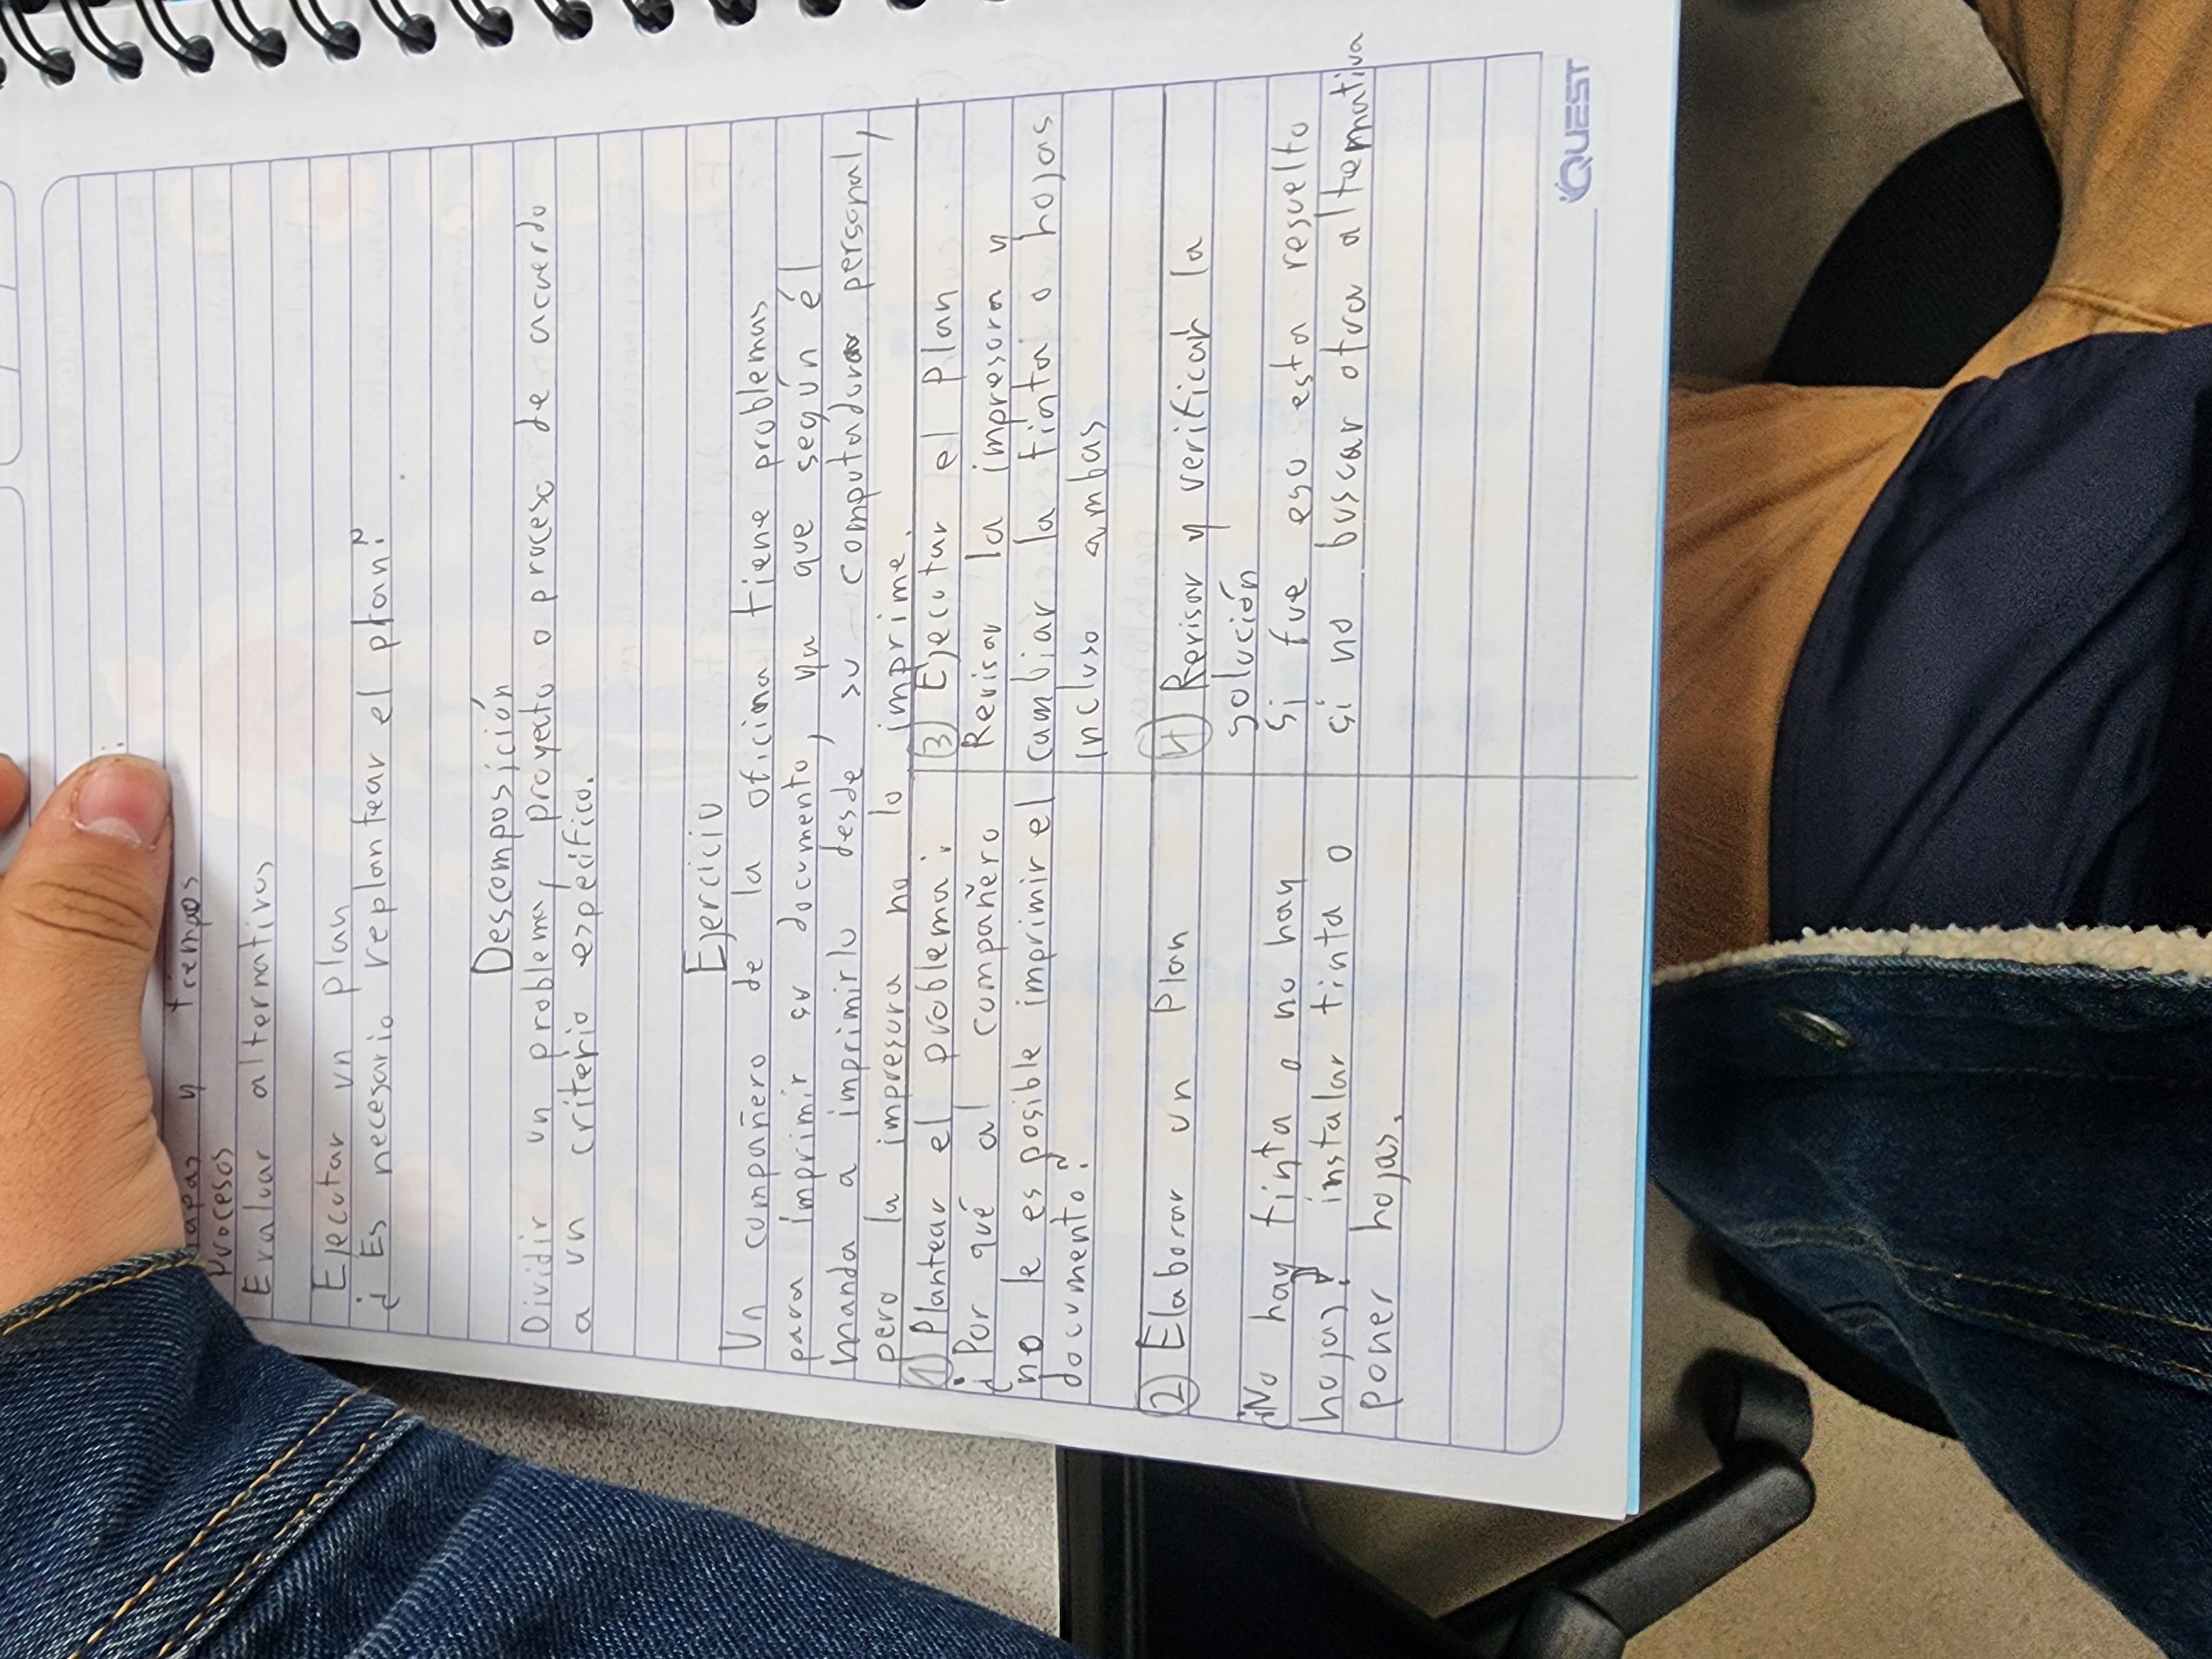 y tiempos
Procesos
Evaluar alternativas
Ejecutar un plan
¿Es necesario replantear el plan?
Descomposición
Dividir un problema, proyecto o proceso de acuerdo
a un criterio específico.
Ejercicio
Un compañero de la oficina tiene problemas
para imprimir su documento, ya que según él
manda a imprimirlo desde su computadora personal,
pero la impresora no lo imprime.
① Plantear el problema:
¿Por qué al compañero
no le es posible imprimir el
documento?
② Elaborar un Plan
¿No hay tinta o no hay
hojas? instalar tinta o
poner hojas.
③ Ejecutar el Plan
Revisar la impresora y
cambiar la tinta o hojas
incluso ambas
④ Revisar y verificar la
solución
Si fue eso esta resuelto
si no buscar otra alternativa
QUEST